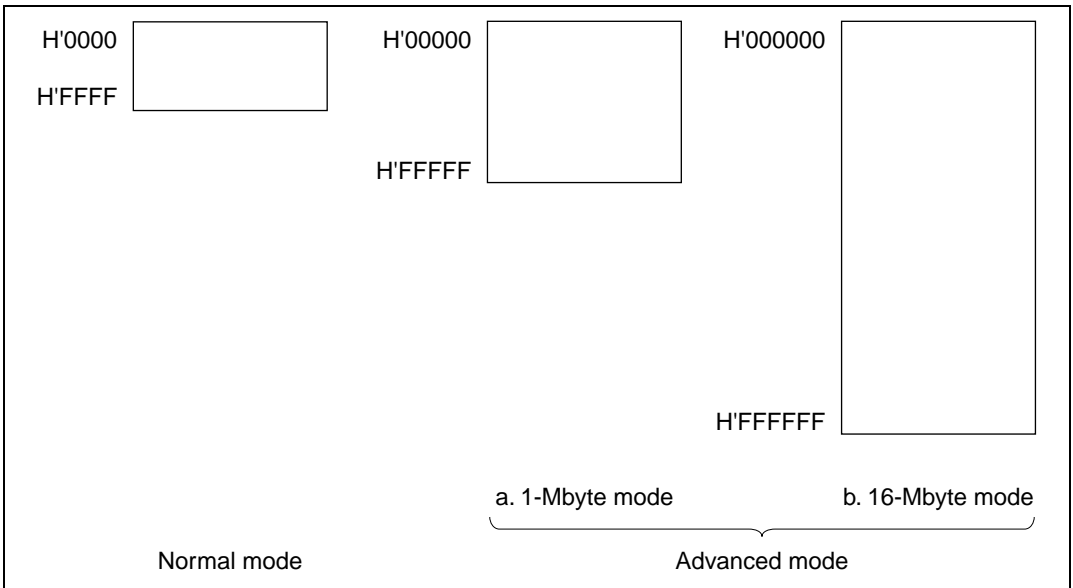 H'0000
H'FFFF
H'00000
H'FFFFF
H'000000
H'FFFFFF
a. 1-Mbyte mode
b. 16-Mbyte mode
Normal mode
Advanced mode